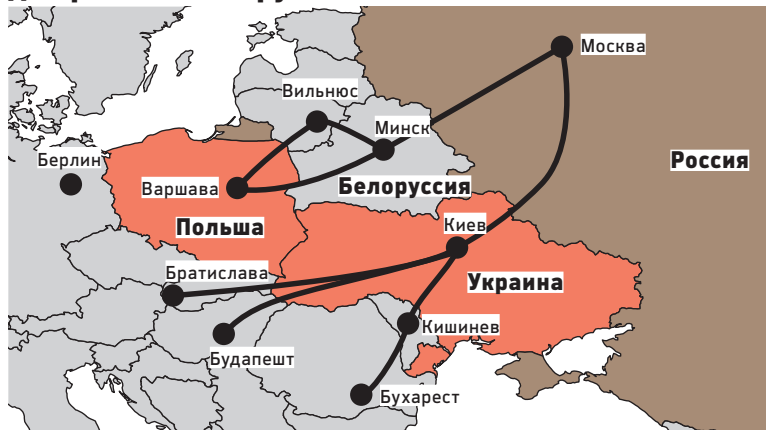 Москва
Вильнюс
Минск
Берлин
Россия
Варшава
Белоруссия
Польша
Киев
Братислава
Украина
Кишинев
Будапешт
Бухарест